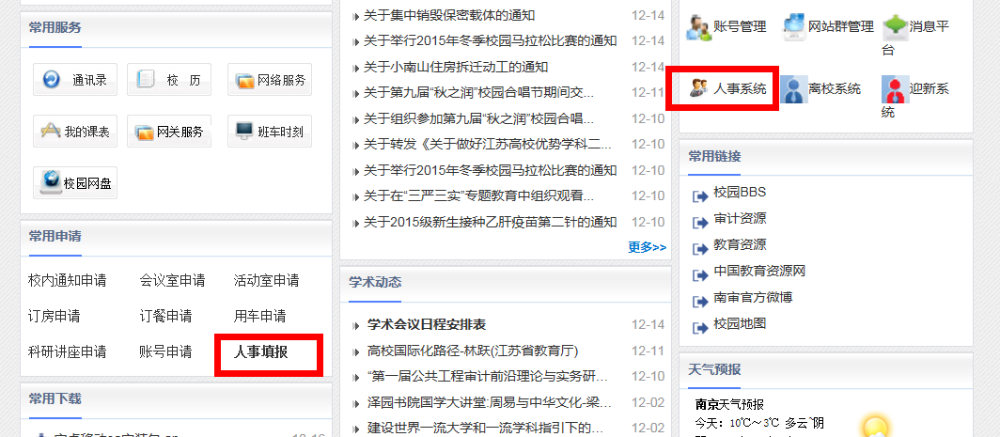 常用服务
通讯录
校 历
网络服务
我的课表
网关服务
班车时刻
校园网盘
常用申请
校内通知申请
会议室申请
活动室申请
订房申请
订餐申请
用车申请
科研讲座申请
账号申请
人事填报
常用下载
关于集中销毁保密载体的通知 12-14
关于举行2015年冬季校园马拉松比赛的通知 12-14
关于小南山住房拆迁动工的通知 12-14
关于第九届“秋之润”校园合唱节期间交... 12-11
关于组织参加第九届“秋之润”校园合唱... 12-10
关于转发《关于做好江苏高校优势学科二... 12-10
关于举行2015年冬季校园马拉松比赛的通知 12-10
关于在“三严三实”专题教育中组织观看... 12-10
关于2015级新生接种乙肝疫苗第二针的通知 12-10
更多>>
学术动态
学术会议日程安排表 12-14
高校国际化路径-林跃(江苏省教育厅) 12-11
“第一届公共工程审计前沿理论与实务研... 12-10
泽园书院国学大讲堂:周易与中华文化-梁... 12-02
建设世界一流大学和一流学科指引下的... 12-02
账号管理
网站群管理
消息平
台
人事系统
离校系统
迎新系
统
常用链接
校园BBS
审计资源
教育资源
中国教育资源网
南审官方微博
校园地图
天气预报
南京天气预报
今天：10℃～3℃ 多云~阴